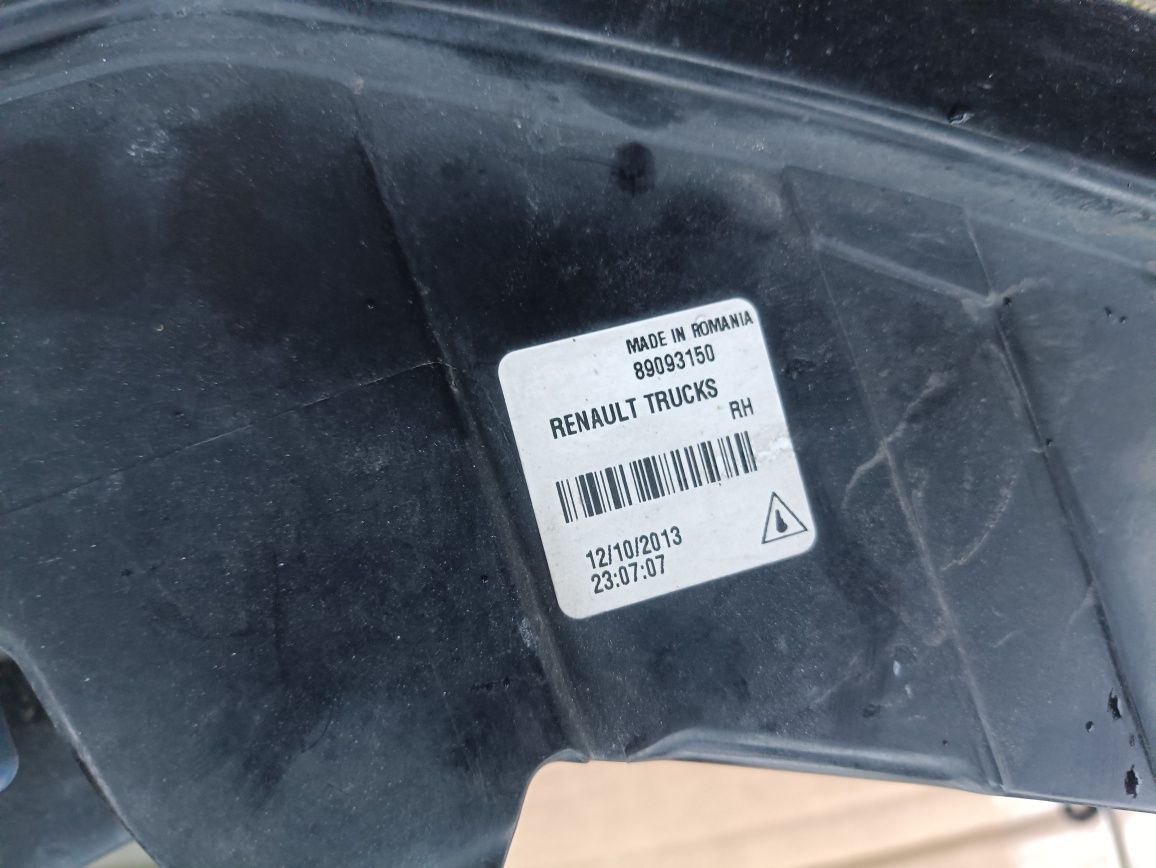 MADE IN ROMANIA
89093150
RENAULT TRUCKS
RH
12/10/2013
23:07:07